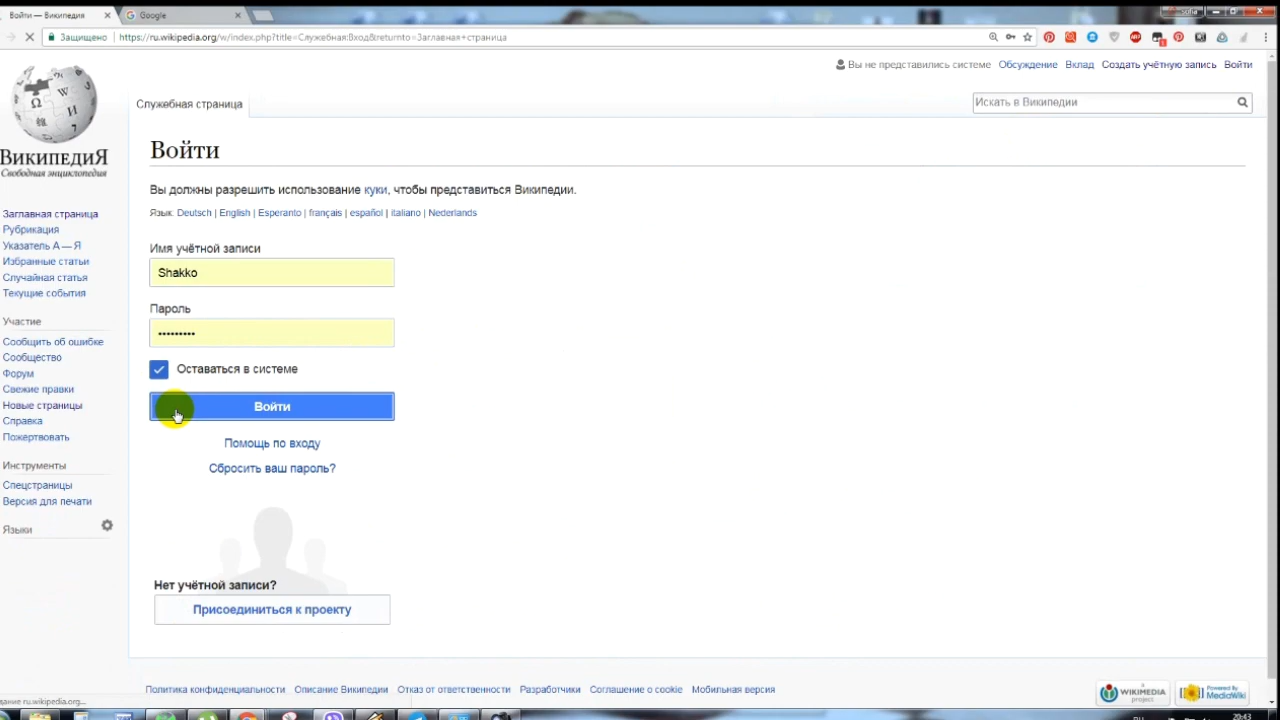 Войти — Википедия
Google
Защищено
https://ru.wikipedia.org/w/index.php?title=Служебная:Вход&returnto=Заглавная+страница
Вы не представились системе Обсуждение Вклад Создать учётную запись Войти
Служебная страница
Искать в Википедии
ВИКИПЕДИЯ
Свободная энциклопедия
Заглавная страница
Рубрикация
Указатель А — Я
Избранные статьи
Случайная статья
Текущие события
Участие
Сообщить об ошибке
Сообщество
Форум
Свежие правки
Новые страницы
Справка
Пожертвовать
Инструменты
Спецстраницы
Версия для печати
Языки
Войти
Вы должны разрешить использование куки, чтобы представиться Википедии.
Язык: Deutsch | English | Esperanto | français | español | italiano | Nederlands
Имя учётной записи
Shakko
Пароль
•••••••••
Оставаться в системе
Войти
Помощь по входу
Сбросить ваш пароль?
Нет учётной записи?
Присоединиться к проекту
Политика конфиденциальности Описание Википедии Отказ от ответственности Разработчики Соглашение о cookie Мобильная версия
WIKIMEDIA
project
Powered By
MediaWiki
ru.wikipedia.org...
RU
20:43